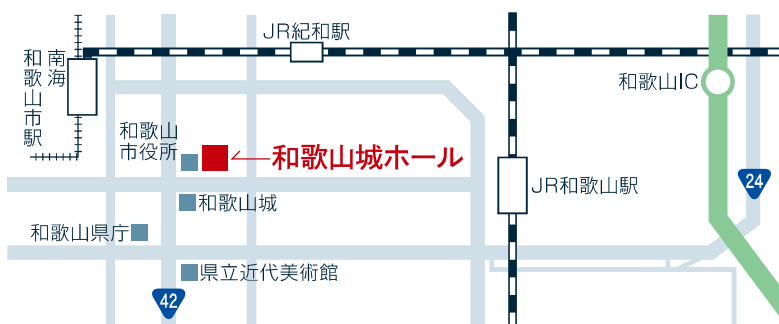 JR紀和駅
南海
和歌山市駅
和歌山IC
和歌山
市役所
和歌山城ホール
JR和歌山駅
24
和歌山城
和歌山県庁
県立近代美術館
42